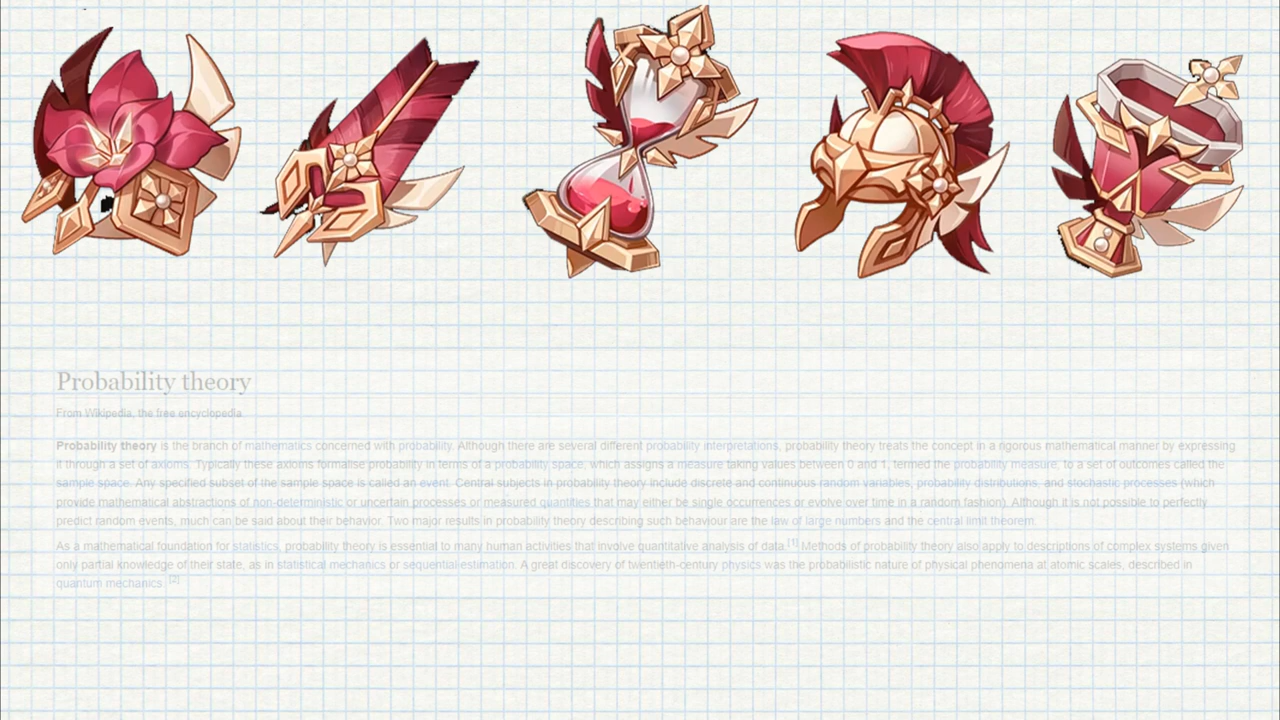 Probability theory
From Wikipedia, the free encyclopedia
Probability theory is the branch of mathematics concerned with probability. Although there are several different probability interpretations, probability theory treats the concept in a rigorous mathematical manner by expressing
it through a set of axioms. Typically these axioms formalise probability in terms of a probability space, which assigns a measure taking values between 0 and 1, termed the probability measure, to a set of outcomes called the
sample space. Any specified subset of the sample space is called an event. Central subjects in probability theory include discrete and continuous random variables, probability distributions, and stochastic processes (which
provide mathematical abstractions of non-deterministic or uncertain processes or measured quantities that may either be single occurrences or evolve over time in a random fashion). Although it is not possible to perfectly
predict random events, much can be said about their behavior. Two major results in probability theory describing such behaviour are the law of large numbers and the central limit theorem.
As a mathematical foundation for statistics, probability theory is essential to many human activities that involve quantitative analysis of data.[1] Methods of probability theory also apply to descriptions of complex systems given
only partial knowledge of their state, as in statistical mechanics or sequential estimation. A great discovery of twentieth-century physics was the probabilistic nature of physical phenomena at atomic scales, described in
quantum mechanics. [2]